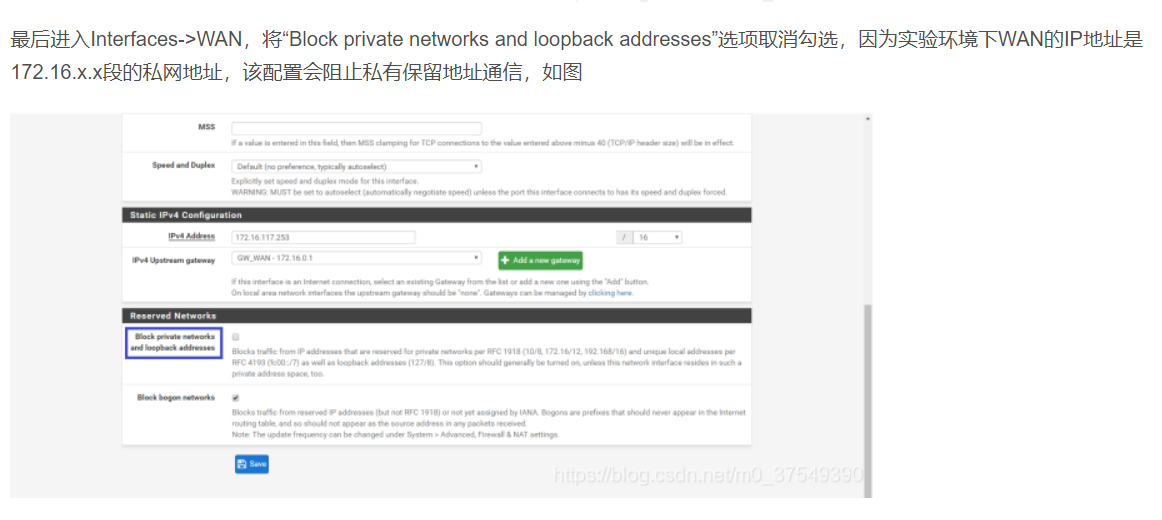 最后进入Interfaces->WAN，将“Block private networks and loopback addresses”选项取消勾选，因为实验环境下WAN的IP地址是
172.16.x.x段的私网地址，该配置会阻止私有保留地址通信，如图
MSS
If a value is entered in this field, then MSS clamping for TCP connections to the value entered above minus 40 (TCP/IP header size) will be in effect.
Speed and Duplex
Default (no preference, typically autoselect)
Explicitly set speed and duplex mode for this interface.
WARNING: MUST be set to autoselect (automatically negotiate speed) unless the port this interface connects to has its speed and duplex forced.
Static IPv4 Configuration
IPv4 Address
172.16.117.253
/ 16
IPv4 Upstream gateway
GW_WAN - 172.16.0.1
Add a new gateway
If this interface is an Internet connection, select an existing Gateway from the list or add a new one using the "Add" button.
On local area network interfaces the upstream gateway should be "none". Gateways can be managed by clicking here.
Reserved Networks
Block private networks
and loopback addresses
Blocks traffic from IP addresses that are reserved for private networks per RFC 1918 (10/8, 172.16/12, 192.168/16) and unique local addresses per
RFC 4193 (fc00::/7) as well as loopback addresses (127/8). This option should generally be turned on, unless this network interface resides in such a
private address space, too.
Block bogon networks
Blocks traffic from reserved IP addresses (but not RFC 1918) or not yet assigned by IANA. Bogons are prefixes that should never appear in the Internet
routing table, and so should not appear as the source address in any packets received.
Note: The update frequency can be changed under System > Advanced, Firewall & NAT settings.
Save
https://blog.csdn.net/m0_37549390